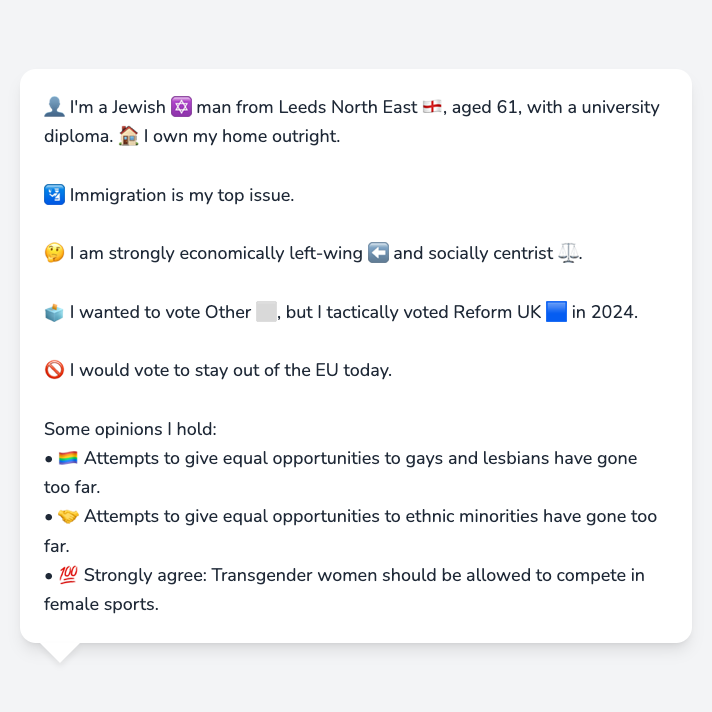 👤 I'm a Jewish ✡️ man from Leeds North East 🏴󠁧󠁢󠁥󠁮󠁧󠁿, aged 61, with a university
diploma. 🏠 I own my home outright.
🛂 Immigration is my top issue.
🤔 I am strongly economically left-wing ⬅️ and socially centrist ⚖️.
🗳️ I wanted to vote Other ⬜, but I tactically voted Reform UK 🟦 in 2024.
🚫 I would vote to stay out of the EU today.
Some opinions I hold:
• 🏳️‍🌈 Attempts to give equal opportunities to gays and lesbians have gone
too far.
• 🤝 Attempts to give equal opportunities to ethnic minorities have gone too
far.
• 💯 Strongly agree: Transgender women should be allowed to compete in
female sports.